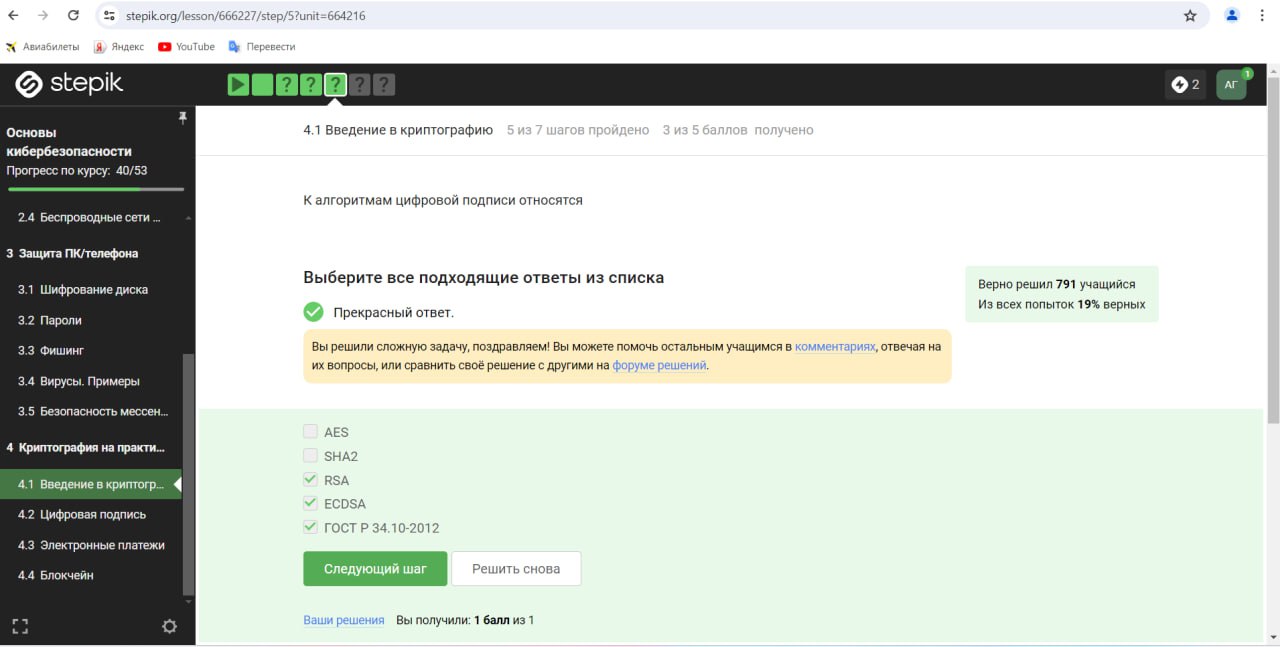 stepik.org/lesson/666227/step/5?unit=664216
Авиабилеты Яндекс YouTube Перевести
stepik
? ? ? ? ?
2 АГ 1
Основы
кибербезопасности
Прогресс по курсу: 40/53
2.4 Беспроводные сети ...
3 Защита ПК/телефона
3.1 Шифрование диска
3.2 Пароли
3.3 Фишинг
3.4 Вирусы. Примеры
3.5 Безопасность мессен...
4 Криптография на практи...
4.1 Введение в криптогр...
4.2 Цифровая подпись
4.3 Электронные платежи
4.4 Блокчейн
4.1 Введение в криптографию 5 из 7 шагов пройдено 3 из 5 баллов получено
К алгоритмам цифровой подписи относятся
Выберите все подходящие ответы из списка
Прекрасный ответ.
Вы решили сложную задачу, поздравляем! Вы можете помочь остальным учащимся в комментариях, отвечая на
их вопросы, или сравнить своё решение с другими на форуме решений.
Верно решил 791 учащийся
Из всех попыток 19% верных
AES
SHA2
RSA
ECDSA
ГОСТ Р 34.10-2012
Следующий шаг Решить снова
Ваши решения Вы получили: 1 балл из 1